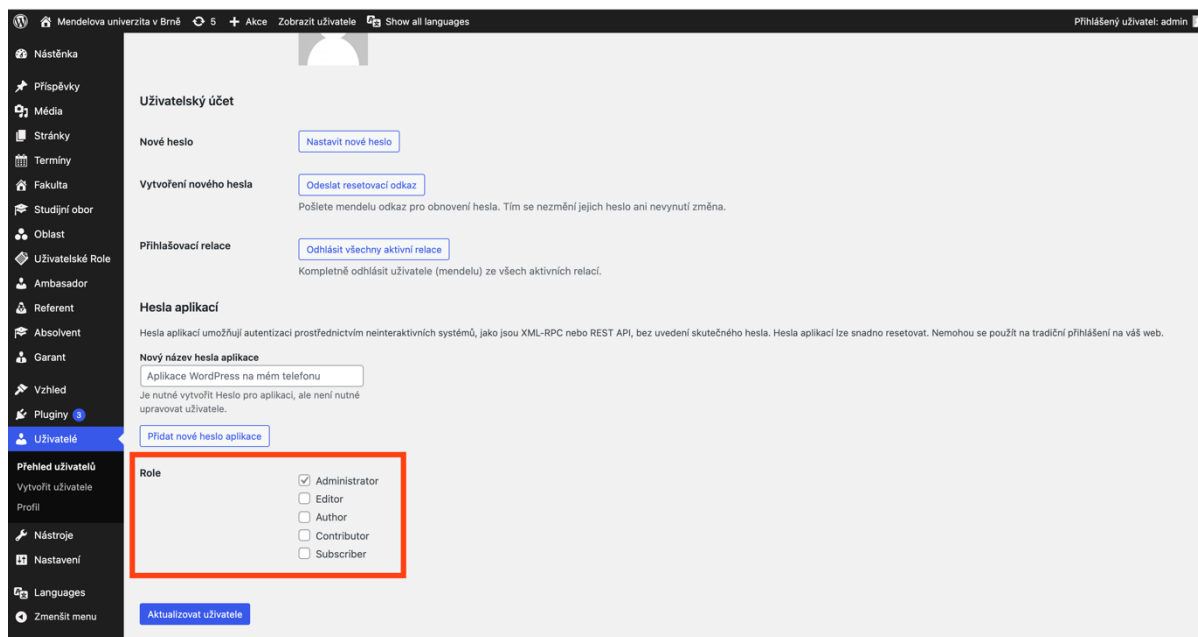 Mendelova univerzita v Brně 5 + Akce Zobrazit uživatele Show all languages Přihlášený uživatel: admin
Nástěnka
Příspěvky
Média
Stránky
Termíny
Fakulta
Studijní obor
Oblast
Uživatelské Role
Ambasador
Referent
Absolvent
Garant
Vzhled
Pluginy 3
Uživatelé
Přehled uživatelů
Vytvořit uživatele
Profil
Nástroje
Nastavení
Languages
Zmenšit menu
Uživatelský účet
Nové heslo Nastavit nové heslo
Vytvoření nového hesla Odeslat resetovací odkaz
Pošlete mendelu odkaz pro obnovení hesla. Tím se nezmění jejich heslo ani nevynutí změna.
Přihlašovací relace Odhlásit všechny aktivní relace
Kompletně odhlásit uživatele (mendelu) ze všech aktivních relací.
Hesla aplikací
Hesla aplikací umožňují autentizaci prostřednictvím neinteraktivních systémů, jako jsou XML-RPC nebo REST API, bez uvedení skutečného hesla. Hesla aplikací lze snadno resetovat. Nemohou se použít na tradiční přihlášení na váš web.
Nový název hesla aplikace
Aplikace WordPress na mém telefonu
Je nutné vytvořit Heslo pro aplikaci, ale není nutné
upravovat uživatele.
Přidat nové heslo aplikace
Role
Administrator
Editor
Author
Contributor
Subscriber
Aktualizovat uživatele